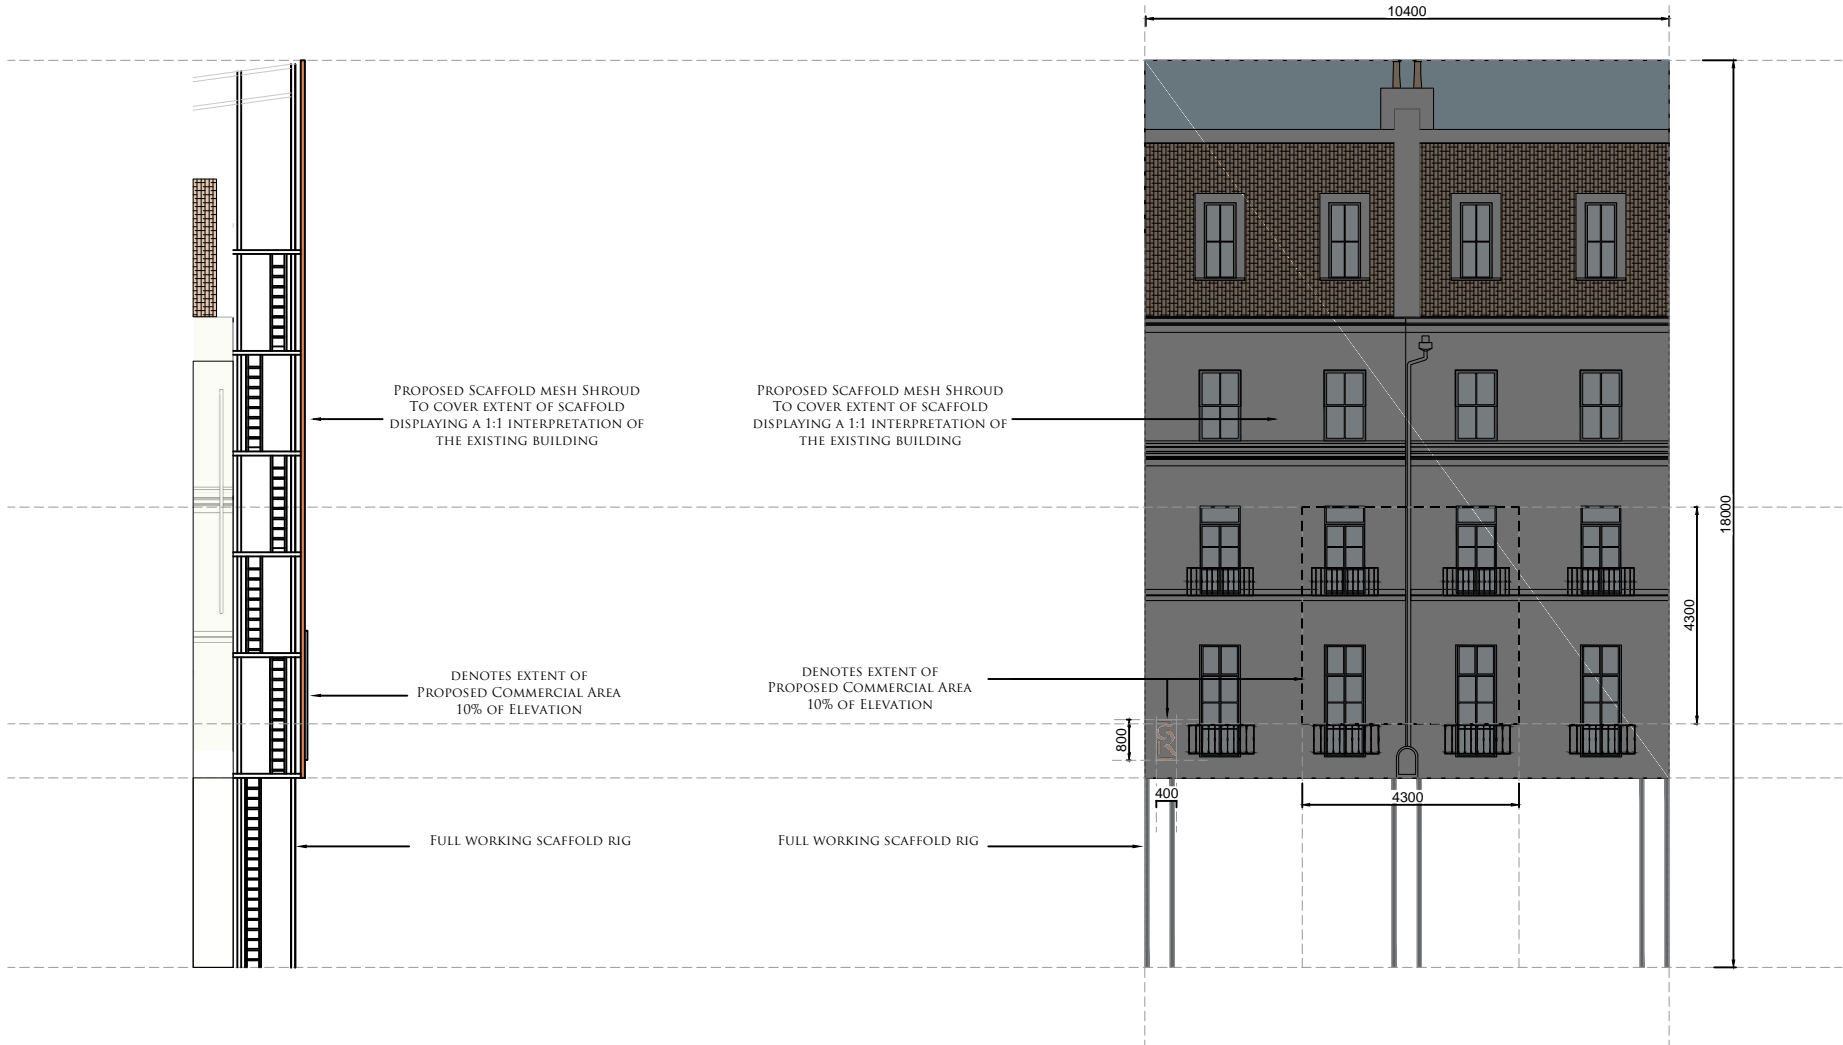 10400
Proposed Scaffold mesh Shroud
To cover extent of scaffold
displaying a 1:1 interpretation of
the existing building
Proposed Scaffold mesh Shroud
To cover extent of scaffold
displaying a 1:1 interpretation of
the existing building
18000
4300
denotes extent of
Proposed Commercial Area
10% of Elevation
denotes extent of
Proposed Commercial Area
10% of Elevation
800
400
4300
Full working scaffold rig
Full working scaffold rig